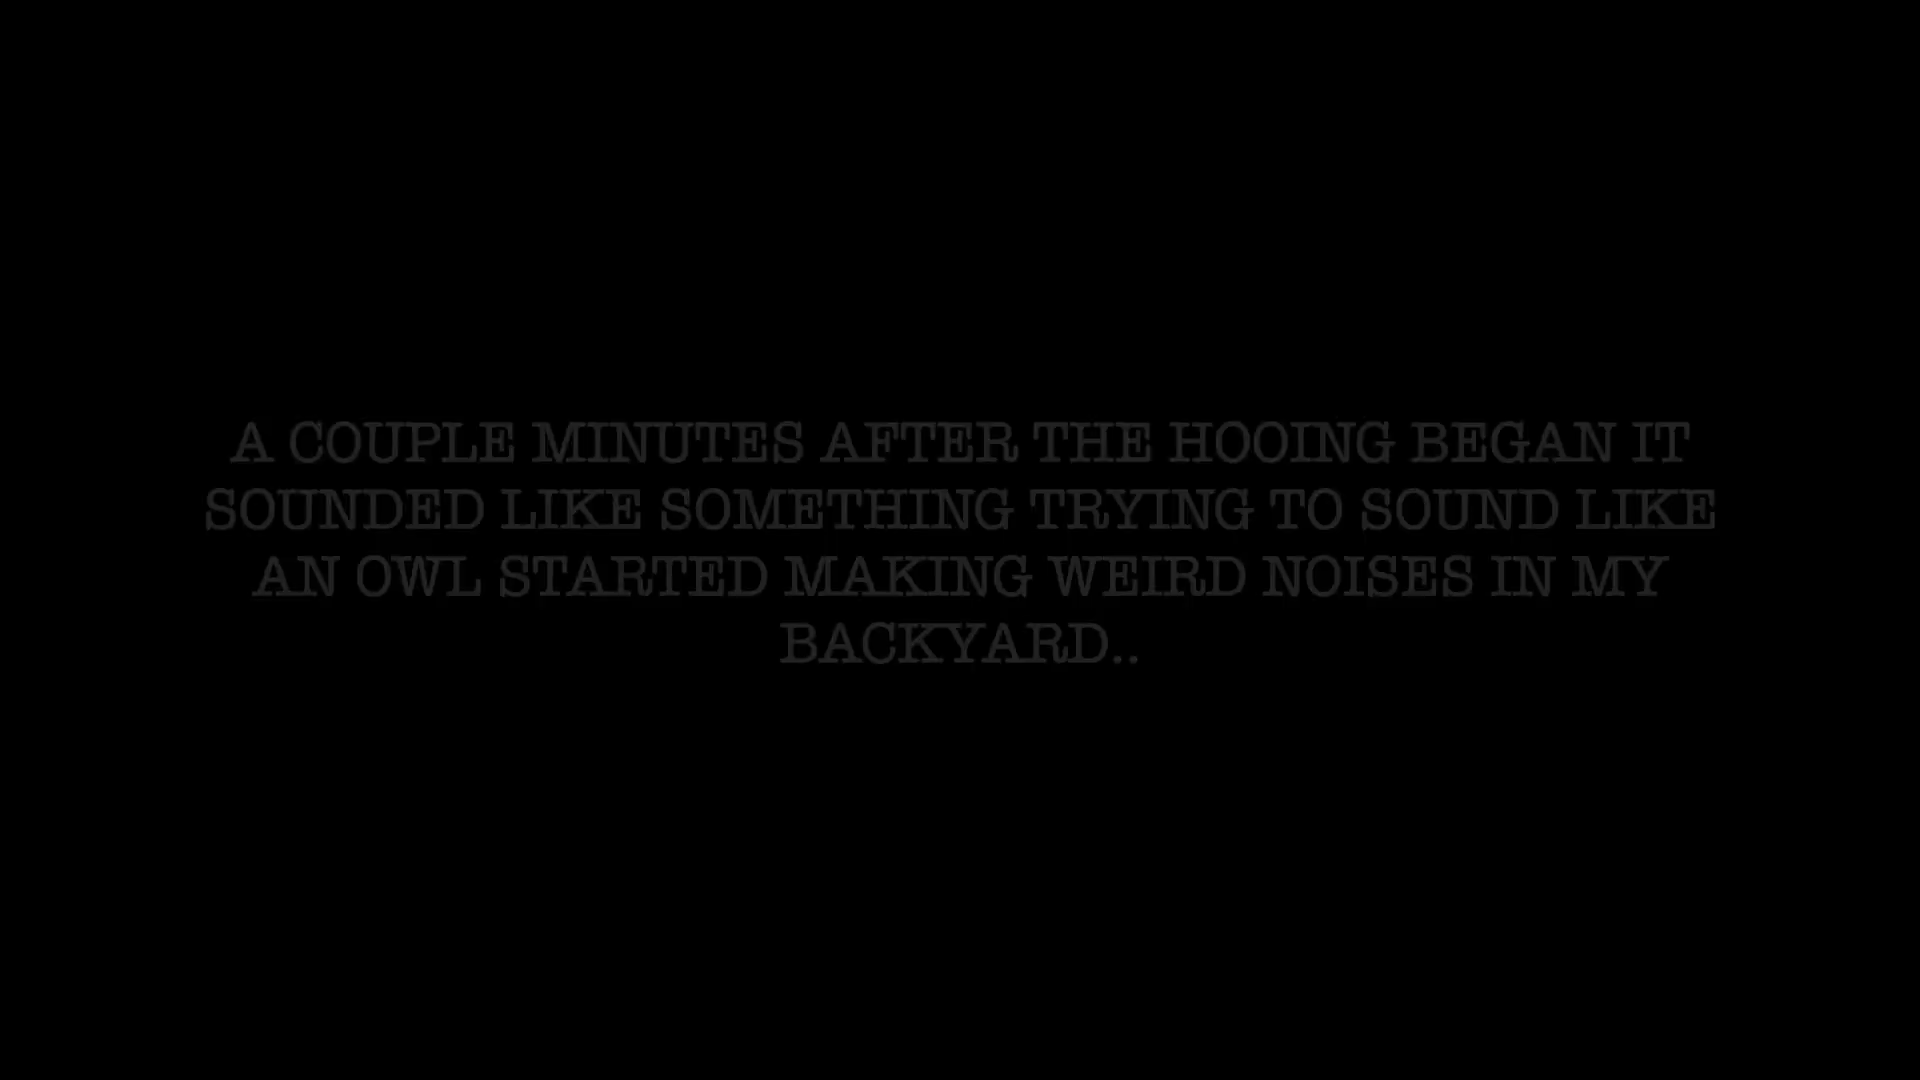 A COUPLE MINUTES AFTER THE HOOING BEGAN IT
SOUNDED LIKE SOMETHING TRYING TO SOUND LIKE
AN OWL STARTED MAKING WEIRD NOISES IN MY
BACKYARD..